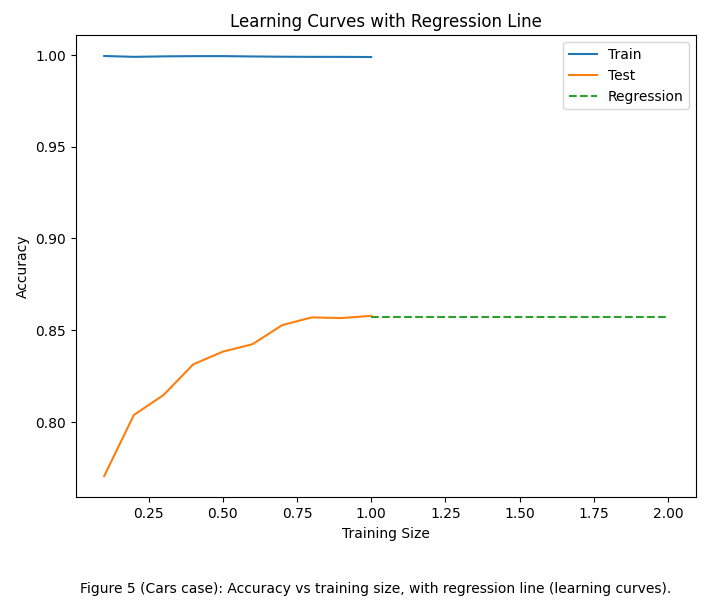 Learning Curves with Regression Line
Train
Test
Regression
1.00
0.95
0.90
0.85
0.80
Accuracy
0.25 0.50 0.75 1.00 1.25 1.50 1.75 2.00
Training Size
Figure 5 (Cars case): Accuracy vs training size, with regression line (learning curves).